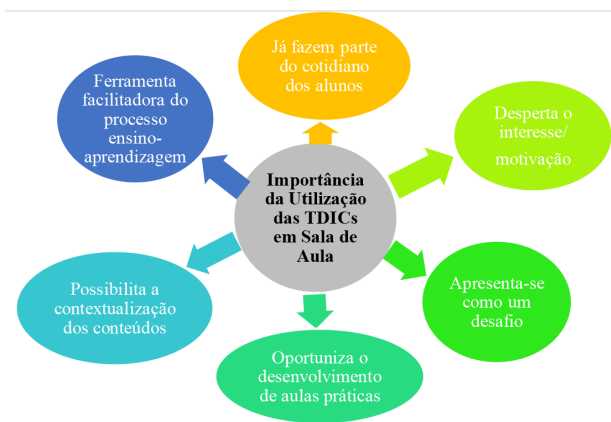 Já fazem parte
do cotidiano
dos alunos
Ferramenta
facilitadora do
processo
ensino-
aprendizagem
Desperta o
interesse/
motivação
Importância
da Utilização
das TDICs
em Sala de
Aula
Possibilita a
contextualização
dos conteúdos
Apresenta-se
como um
desafio
Oportuniza o
desenvolvimento
de aulas práticas